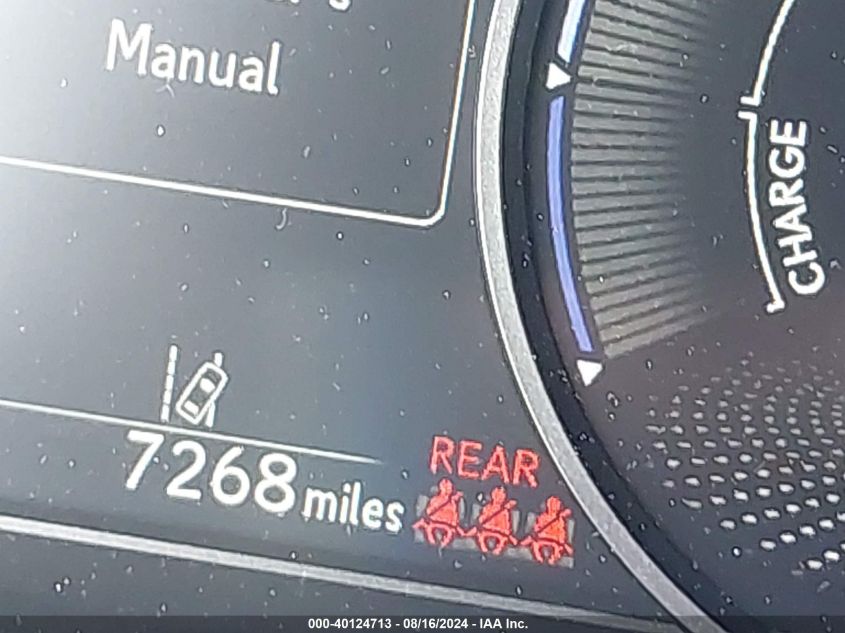 Manual
CHARGE
7268 miles
REAR
000-40124713 - 08/16/2024 - IAA Inc.